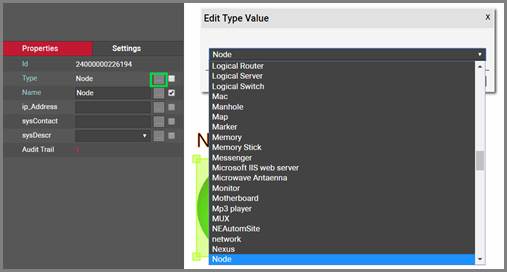 Properties Settings
Id 24000000226194
Type Node ...
Name Node ...
ip_Address ...
sysContact ...
sysDescr ...
Audit Trail
Edit Type Value X
Node
Logical Router
Logical Server
Logical Switch
Mac
Manhole
Map
Marker
Memory
Memory Stick
Messenger
Microsoft IIS web server
Microwave Antaenna
Monitor
Motherboard
Mp3 player
MUX
NEAutomSite
network
Nexus
Node
N